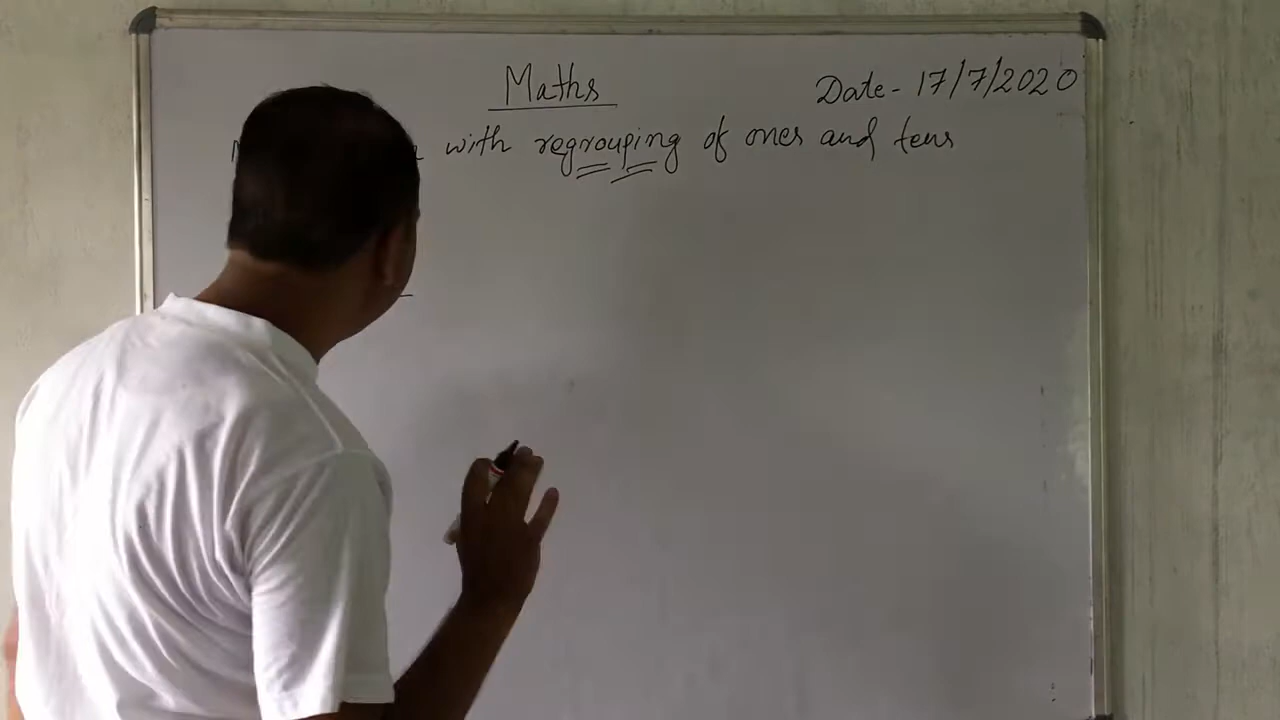 Maths
Date- 17/7/2020
with regrouping of ones and tens